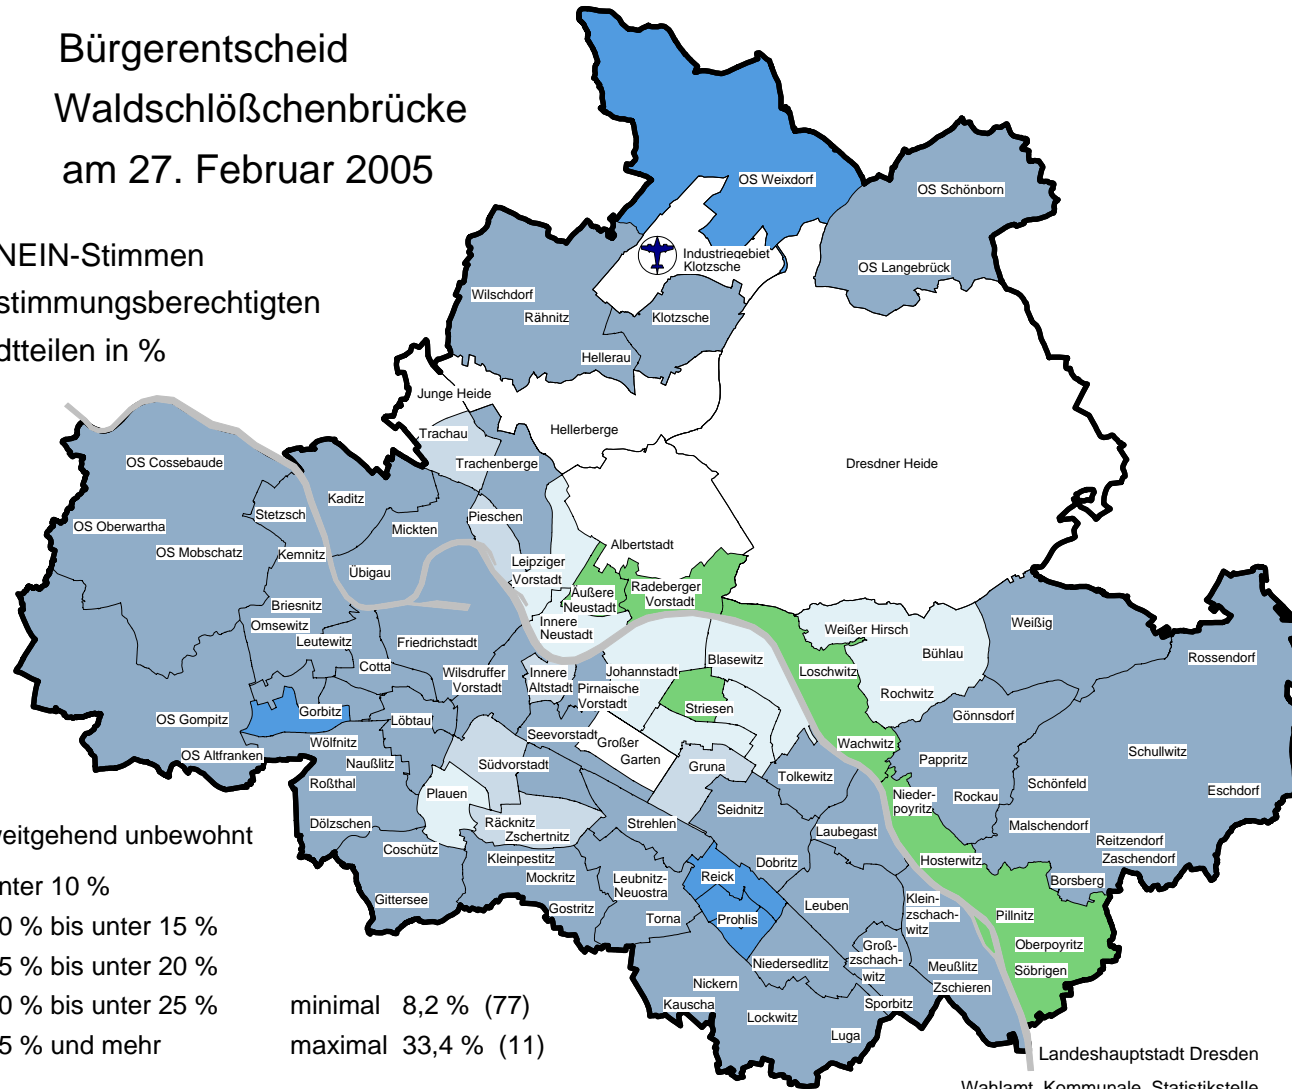 Bürgerentscheid
Waldschlößchenbrücke
am 27. Februar 2005
NEIN-Stimmen
stimmungsberechtigten
dtteilen in %
OS Weixdorf
OS Schönborn
Industriegebiet
Klotzsche
OS Langebrück
Wilschdorf
Rähnitz
Klotzsche
Hellerau
Junge Heide
Hellerberge
Trachau
Trachenberge
Dresdner Heide
OS Cossebaude
Kaditz
Stetzsch
Pieschen
OS Oberwartha
Mickten
OS Mobschatz
Kemnitz
Albertstadt
Leipziger
Vorstadt
Übigau
Äußere
Neustadt
Radeberger
Vorstadt
Briesnitz
Omsewitz
Innere
Neustadt
Weißer Hirsch
Weißig
Leutewitz
Friedrichstadt
Bühlau
Rossendorf
Cotta
Wilsdruffer
Vorstadt
Innere
Altstadt
Johannstadt
Blasewitz
Loschwitz
Pirnaische
Vorstadt
Rochwitz
Gorbitz
Striesen
Gönnsdorf
OS Gompitz
Löbtau
Seevorstadt
Großer
Garten
Wachwitz
Wölfnitz
OS Altfranken
Schullwitz
Naußlitz
Südvorstadt
Gruna
Pappritz
Roßthal
Tolkewitz
Schönfeld
Plauen
Nieder-
poyritz
Rockau
Eschdorf
Seidnitz
Dölzschen
Räcknitz
Zschertnitz
Strehlen
Laubegast
Malschendorf
Reitzendorf
Zaschendorf
Coschütz
Kleinpestitz
Dobritz
Hosterwitz
Mockritz
Leubnitz-
Neuostra
Reick
Borsberg
Gittersee
Gostritz
Torna
Prohlis
Leuben
Klein-
zschach-
witz
Pillnitz
Oberpoyritz
Groß-
zschach-
witz
Niedersedlitz
Meußlitz
Söbrigen
Nickern
Zschieren
Kauscha
Sporbitz
Lockwitz
Luga
weitgehend unbewohnt
nter 10 %
0 % bis unter 15 %
5 % bis unter 20 %
0 % bis unter 25 % minimal 8,2 % (77)
5 % und mehr maximal 33,4 % (11)
Landeshauptstadt Dresden
Wahlamt, Kommunale Statistikstelle